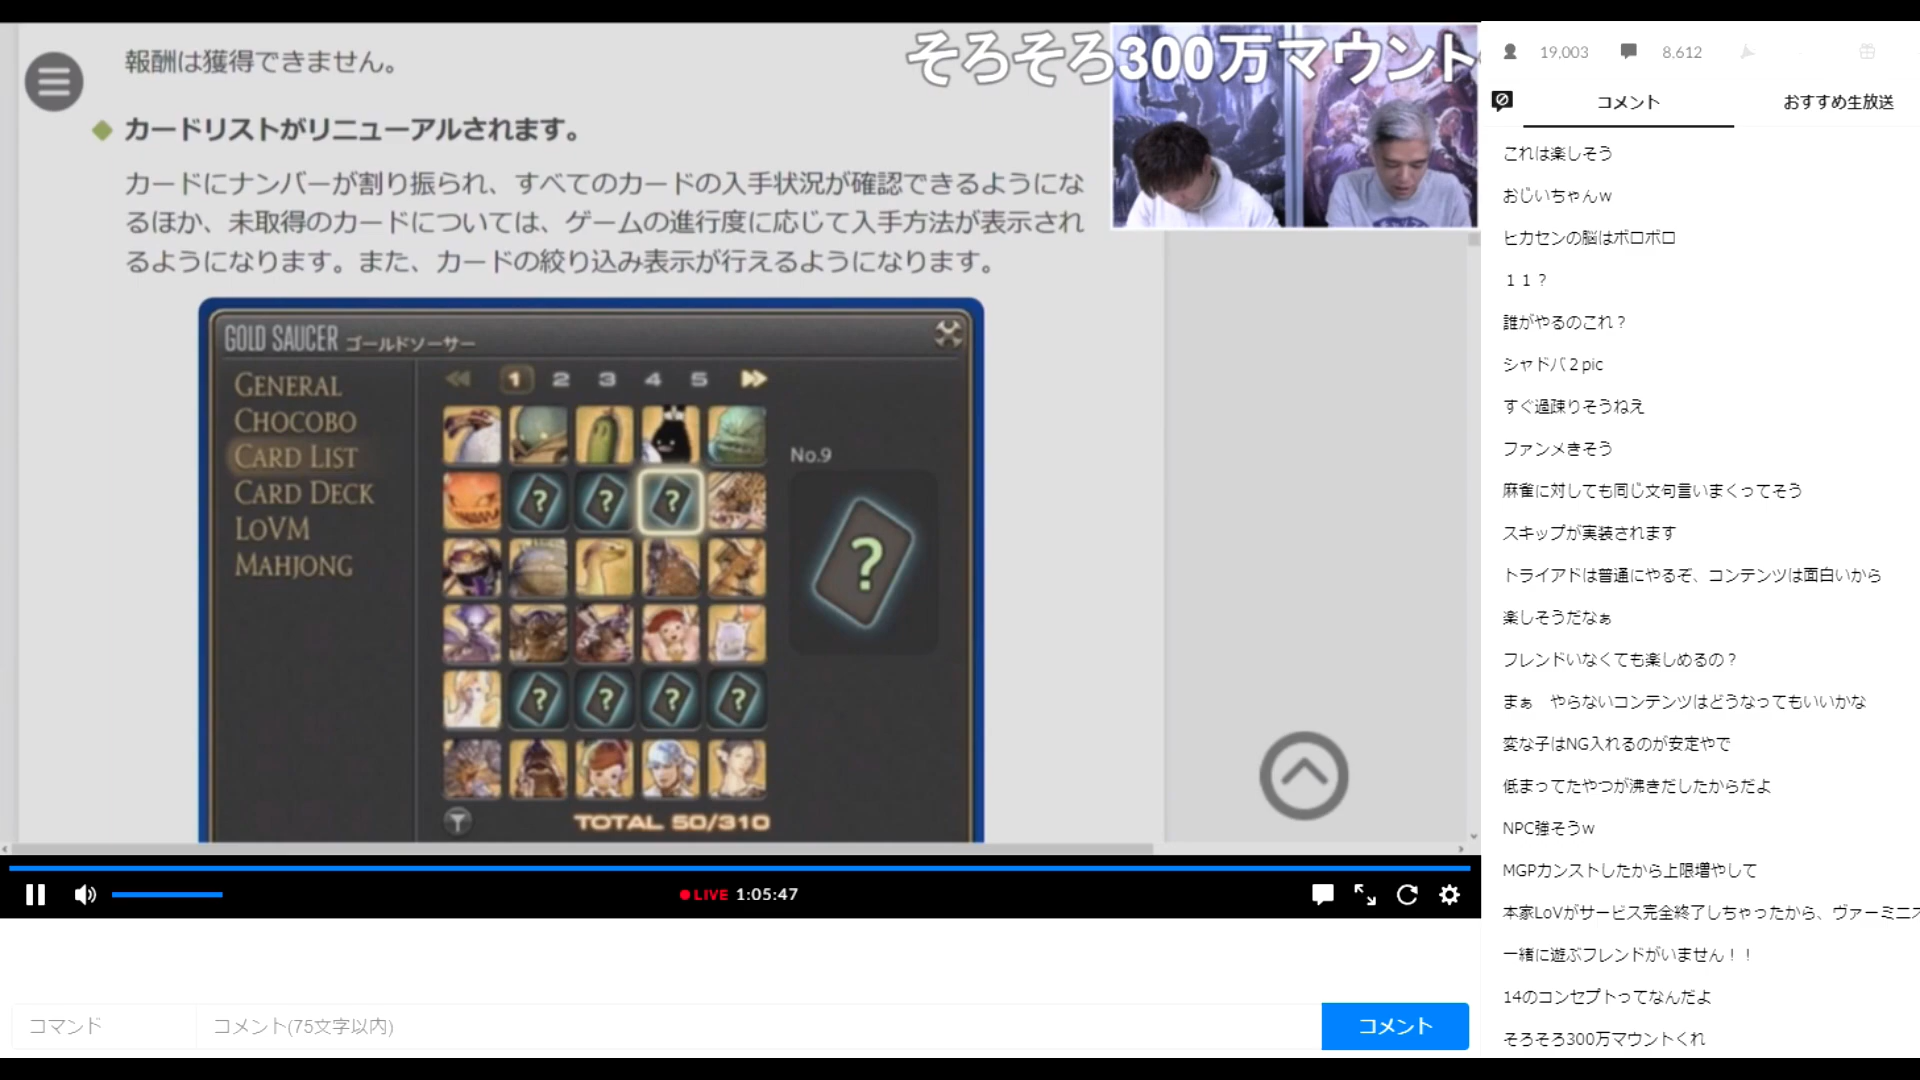 報酬は獲得できません。
そろそろ300万マウント
カードリストがリニューアルされます。
カードにナンバーが割り振られ、すべてのカードの入手状況が確認できるようにな
るほか、未取得のカードについては、ゲームの進行度に応じて入手方法が表示され
るようになります。また、カードの絞り込み表示が行えるようになります。
GOLD SAUCER ゴールドソーサー
GENERAL
CHOCOBO
CARD LIST
CARD DECK
LOVM
MAHJONG
1 2 3 4 5
No.9
?
? ? ?
? ? ? ?
TOTAL 50/310
LIVE 1:05:47
コマンド
コメント(75文字以内)
コメント
19,003 8.612
コメント おすすめ生放送
これは楽しそう
おじいちゃんw
ヒカセンの脳はボロボロ
１１？
誰がやるのこれ？
シャドバ２pic
すぐ過疎りそうねえ
ファンメきそう
麻雀に対しても同じ文句言いまくってそう
スキップが実装されます
トライアドは普通にやるぞ、コンテンツは面白いから
楽しそうだなぁ
フレンドいなくても楽しめるの？
まぁ　やらないコンテンツはどうなってもいいかな
変な子はNG入れるのが安定やで
低まってたやつが沸きだしたからだよ
NPC強そうw
MGPカンストしたから上限増やして
本家LoVがサービス完全終了しちゃったから、ヴァーミニオ
一緒に遊ぶフレンドがいません！！
14のコンセプトってなんだよ
そろそろ300万マウントくれ